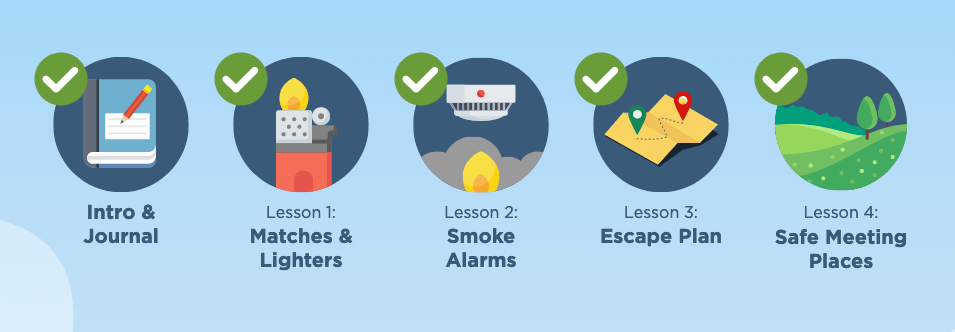 Intro &
Journal
Lesson 1:
Matches &
Lighters
Lesson 2:
Smoke
Alarms
Lesson 3:
Escape Plan
Lesson 4:
Safe Meeting
Places